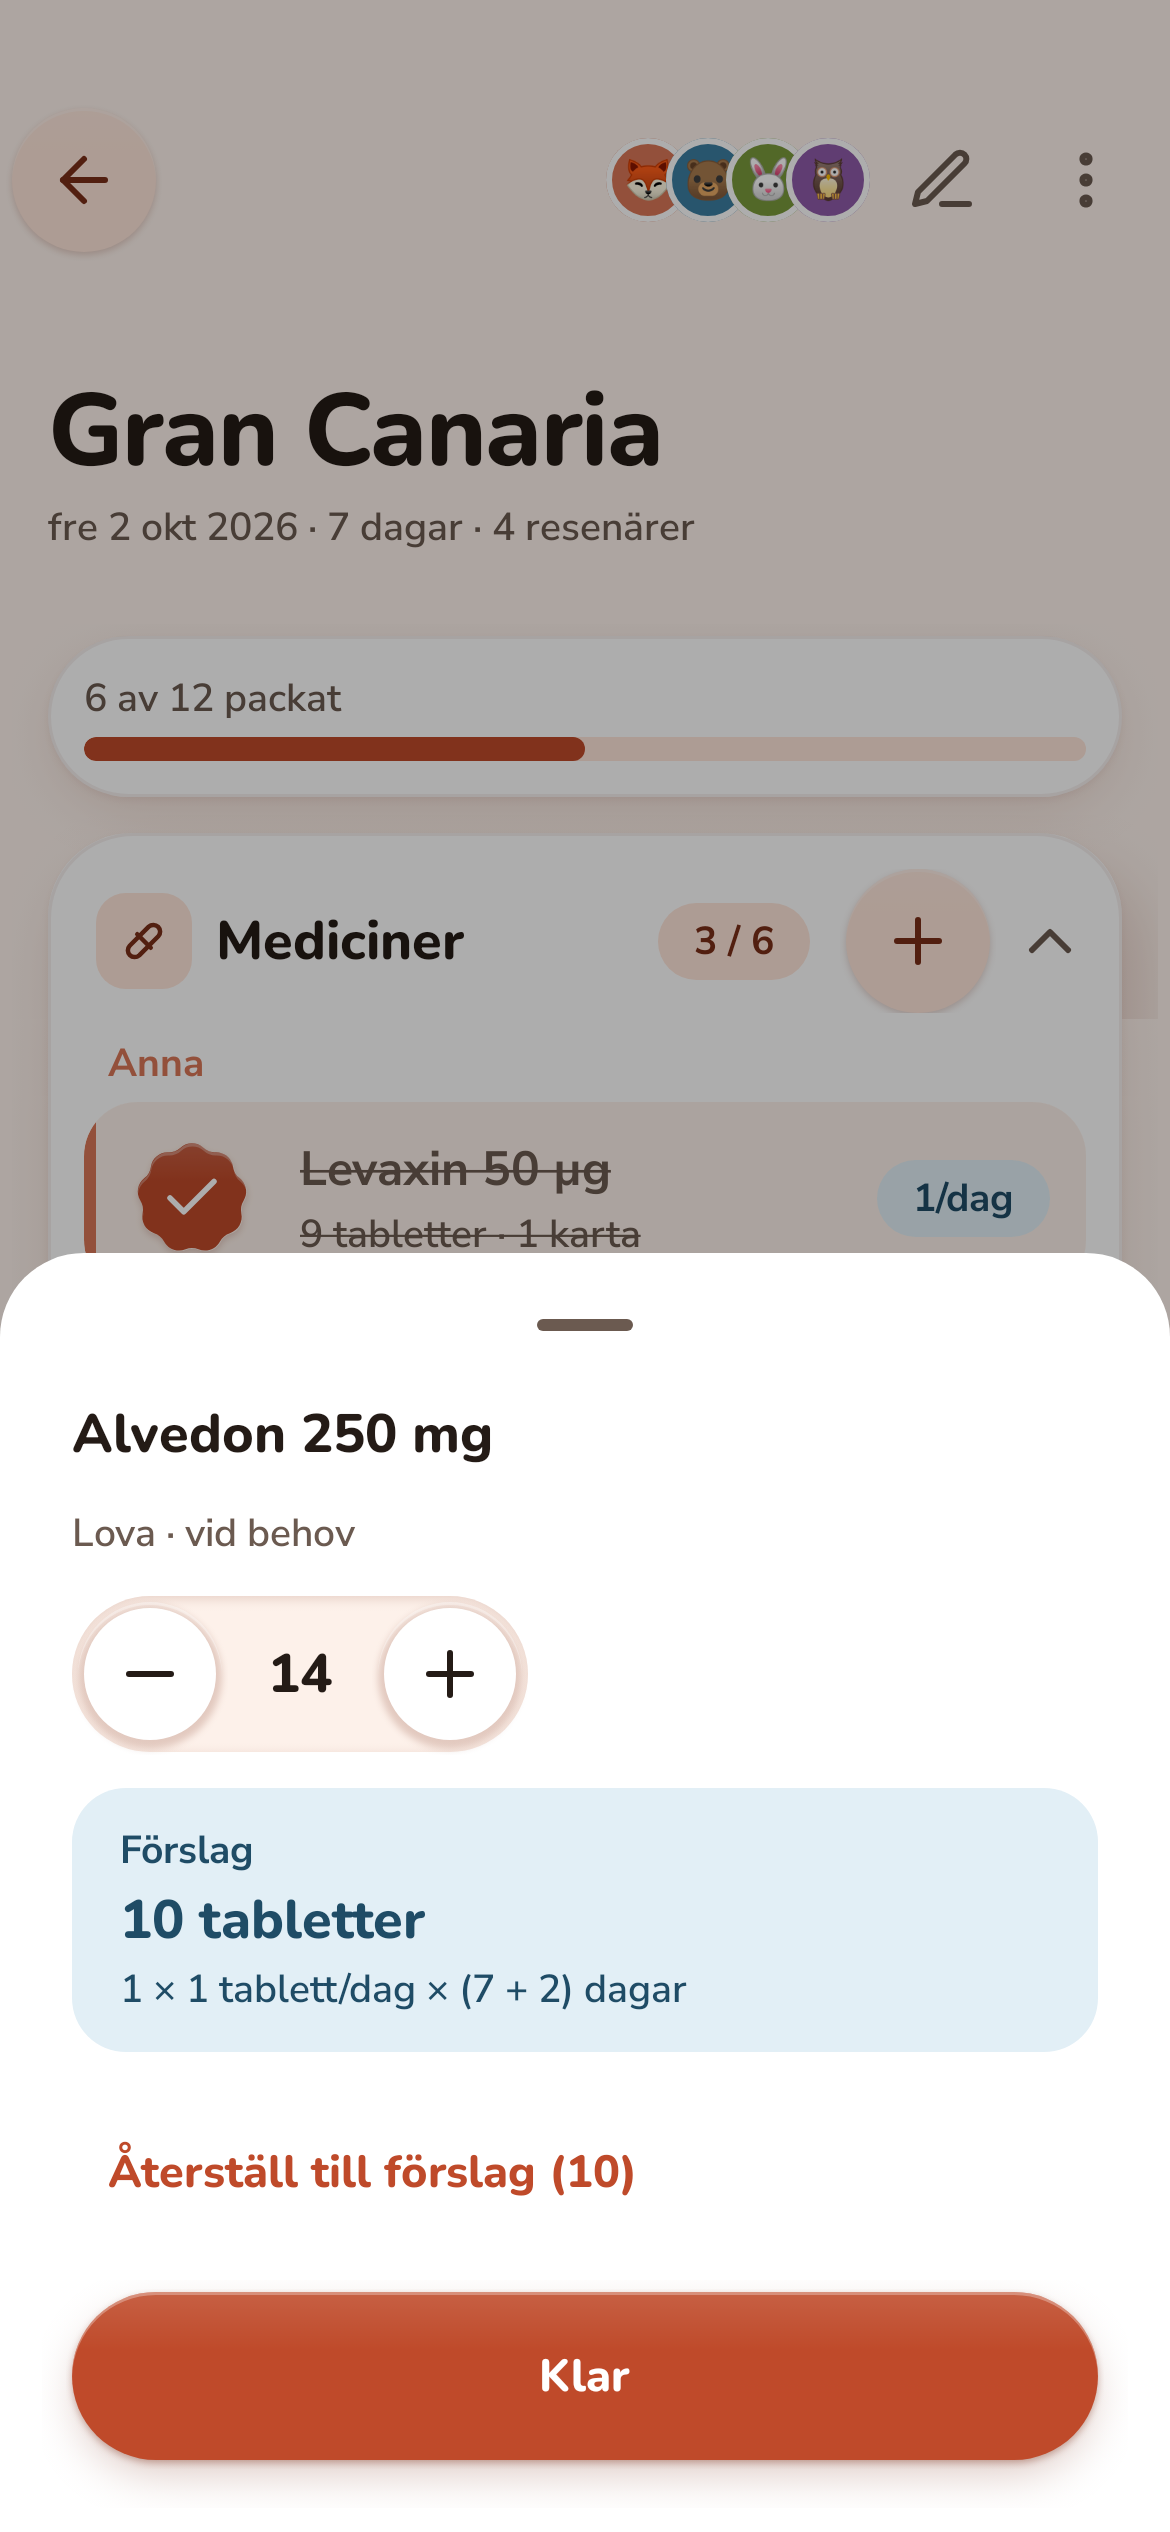 Gran Canaria
fre 2 okt 2026 · 7 dagar · 4 resenärer
6 av 12 packat
Mediciner
3 / 6
Anna
Levaxin 50 µg
1/dag
9 tabletter · 1 karta
Alvedon 250 mg
Lova · vid behov
14
Förslag
10 tabletter
1 × 1 tablett/dag × (7 + 2) dagar
Återställ till förslag (10)
Klar